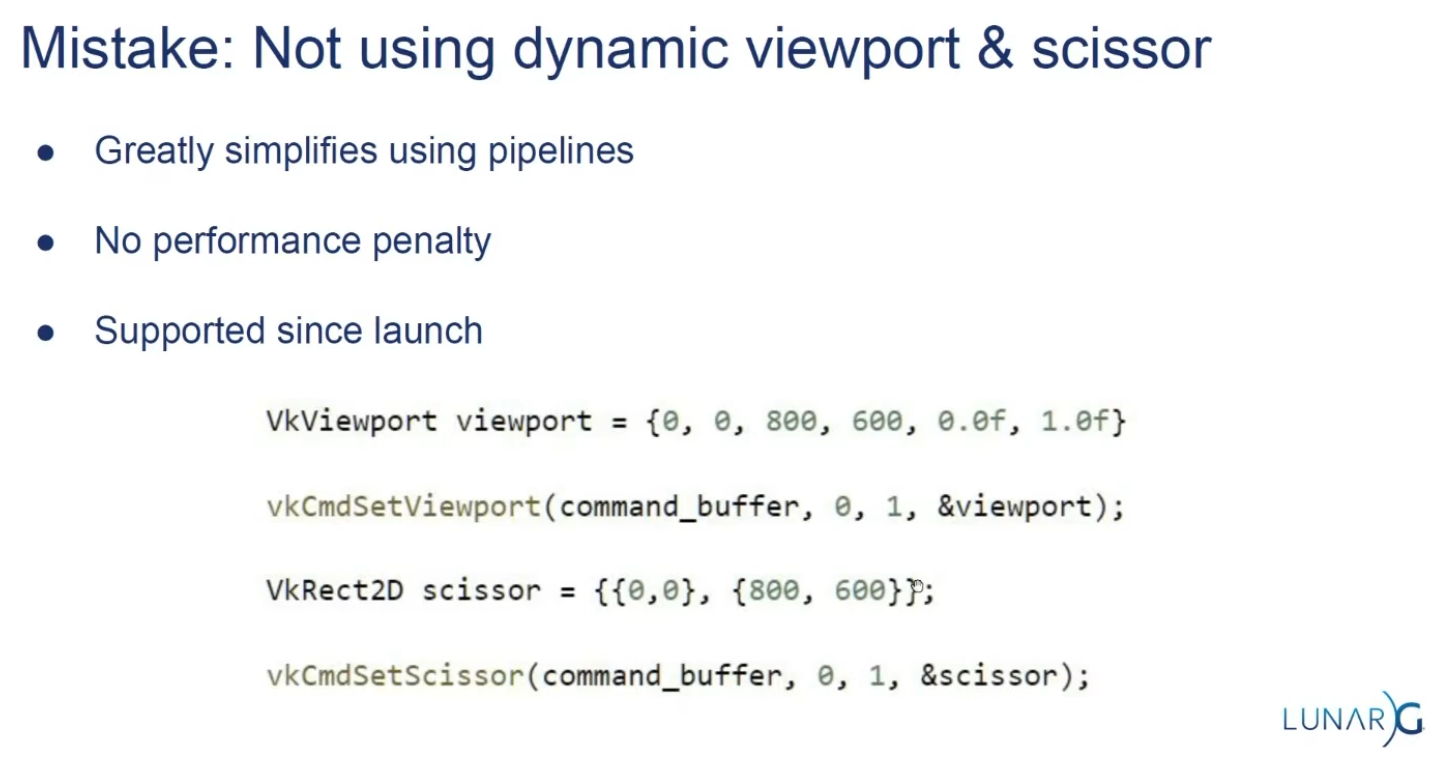 Mistake: Not using dynamic viewport & scissor
● Greatly simplifies using pipelines
● No performance penalty
● Supported since launch
VkViewport viewport = {0, 0, 800, 600, 0.0f, 1.0f}
vkCmdSetViewport(command_buffer, 0, 1, &viewport);
VkRect2D scissor = {{0,0}, {800, 600}};
vkCmdSetScissor(command_buffer, 0, 1, &scissor);
LUNAR)G